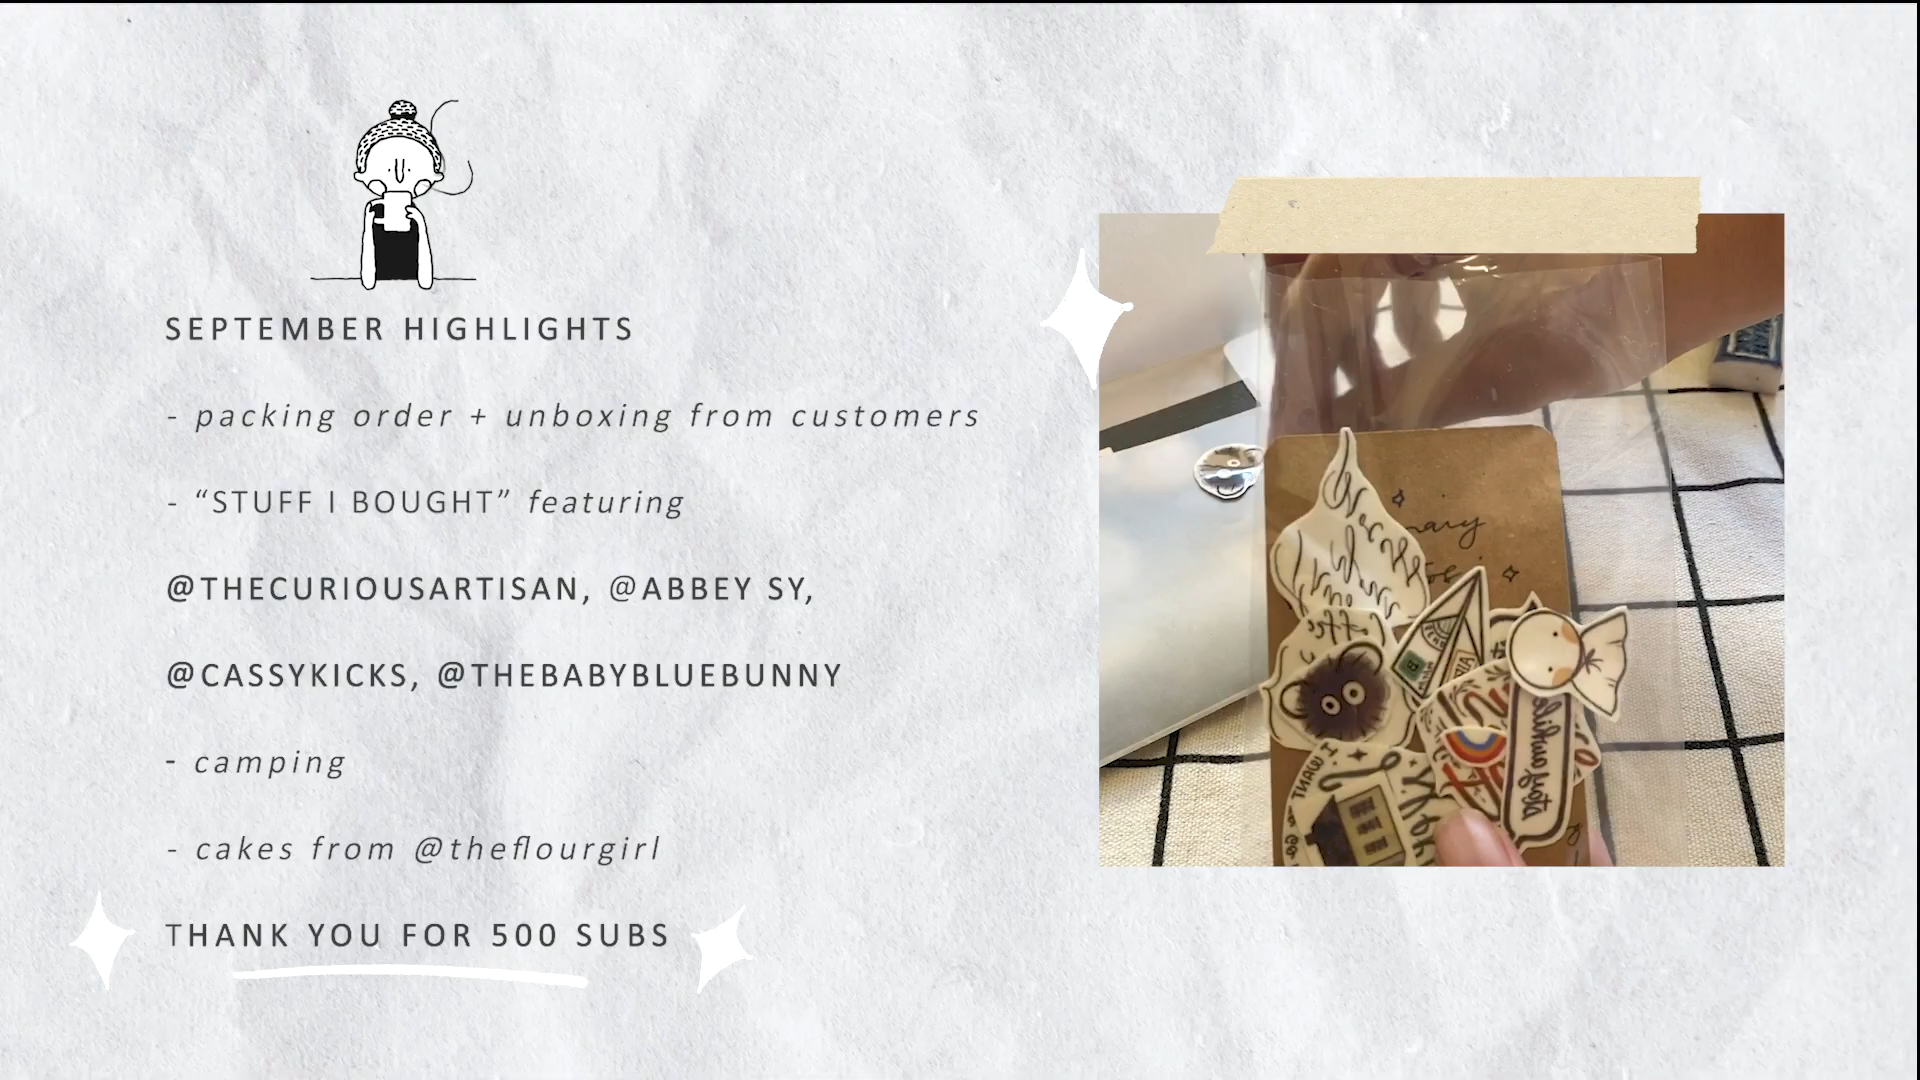 SEPTEMBER HIGHLIGHTS
- packing order + unboxing from customers
- “STUFF I BOUGHT” featuring
@THECURIOUSARTISAN, @ABBEY SY,
@CASSYKICKS, @THEBABYBLUEBUNNY
- camping
- cakes from @theflourgirl
THANK YOU FOR 500 SUBS
I WANT